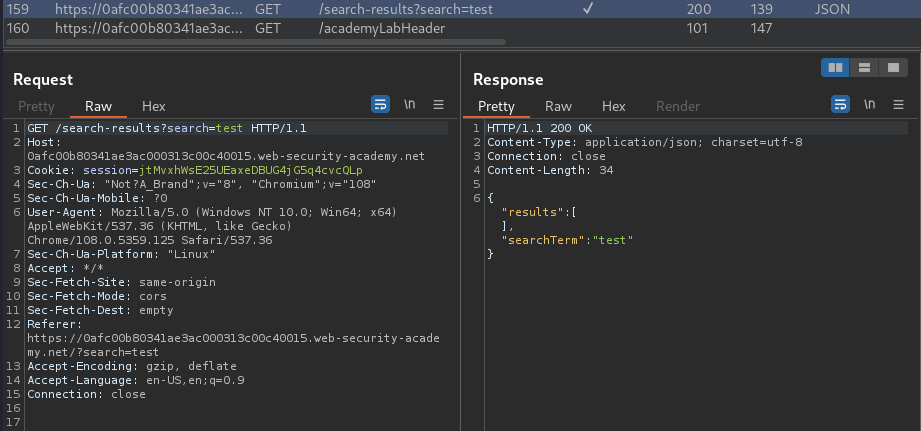 159 https://0afc00b80341ae3ac... GET /search-results?search=test ✓ 200 139 JSON
160 https://0afc00b80341ae3ac... GET /academyLabHeader 101 147
Request
Pretty Raw Hex \n
1 GET /search-results?search=test HTTP/1.1
2 Host:
0afc00b80341ae3ac000313c00c40015.web-security-academy.net
3 Cookie: session=jtMvxhWsE25UEaxeDBUG4jG5q4cvcQLp
4 Sec-Ch-Ua: "Not?A_Brand";v="8", "Chromium";v="108"
5 Sec-Ch-Ua-Mobile: ?0
6 User-Agent: Mozilla/5.0 (Windows NT 10.0; Win64; x64)
AppleWebKit/537.36 (KHTML, like Gecko)
Chrome/108.0.5359.125 Safari/537.36
7 Sec-Ch-Ua-Platform: "Linux"
8 Accept: */*
9 Sec-Fetch-Site: same-origin
10 Sec-Fetch-Mode: cors
11 Sec-Fetch-Dest: empty
12 Referer:
https://0afc00b80341ae3ac000313c00c40015.web-security-acade
my.net/?search=test
13 Accept-Encoding: gzip, deflate
14 Accept-Language: en-US,en;q=0.9
15 Connection: close
16
17
Response
Pretty Raw Hex Render \n
1 HTTP/1.1 200 OK
2 Content-Type: application/json; charset=utf-8
3 Connection: close
4 Content-Length: 34
5
6 {
"results":[
],
"searchTerm":"test"
}